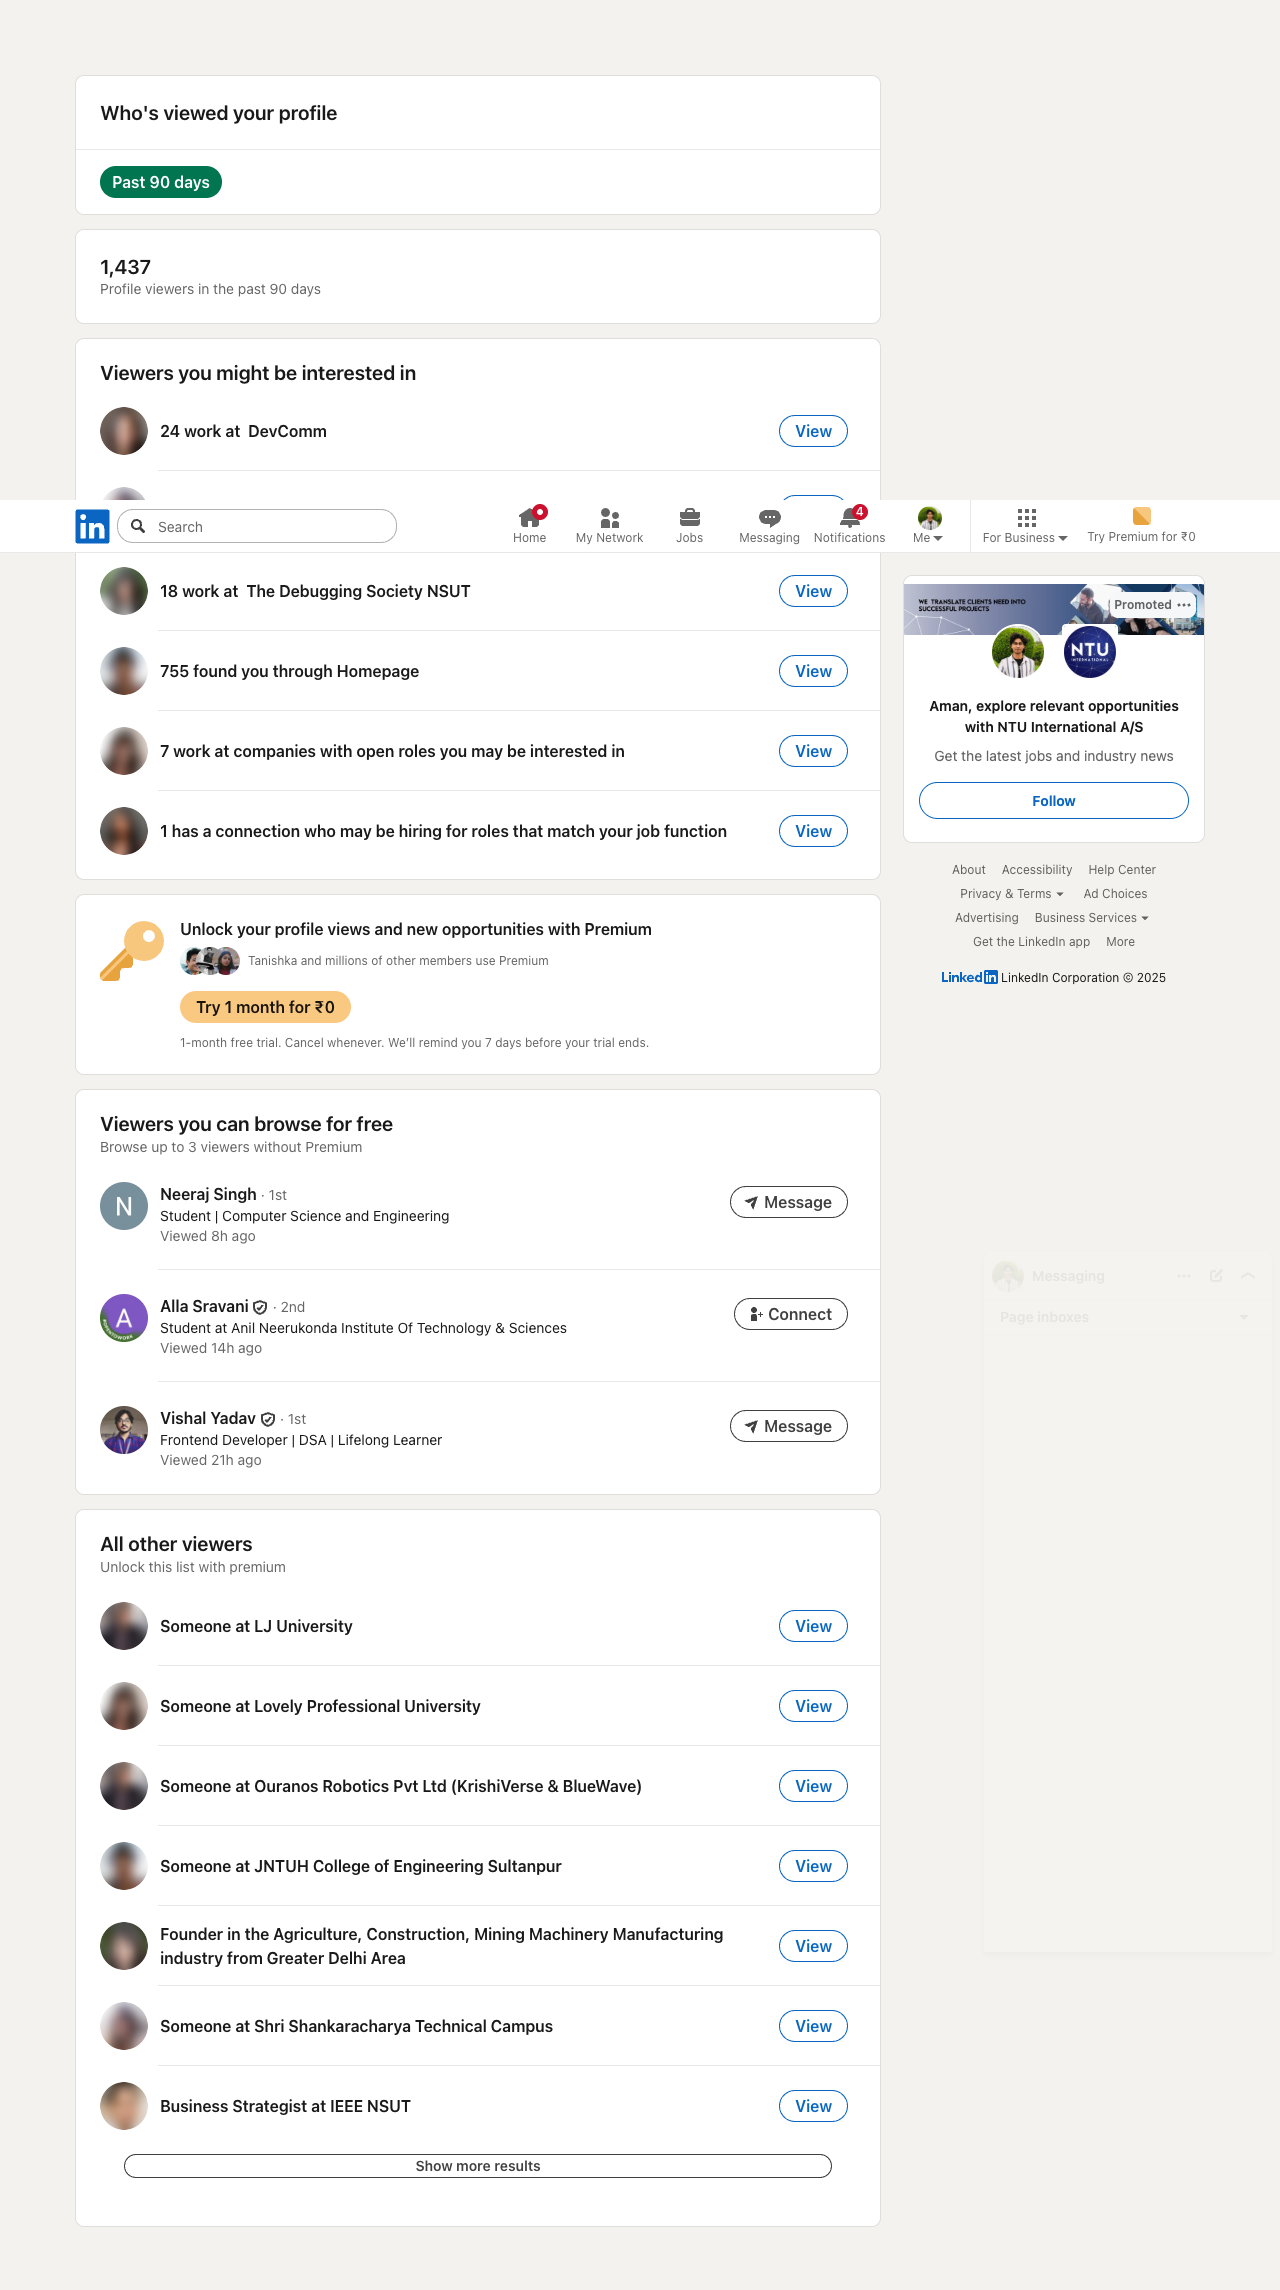 Who's viewed your profile
Past 90 days
1,437
Profile viewers in the past 90 days
Viewers you might be interested in
24 work at  DevComm
View
in
Search
Home
My Network
Jobs
Messaging
4
Notifications
Me
For Business
Try Premium for ₹0
18 work at  The Debugging Society NSUT
View
755 found you through Homepage
View
7 work at companies with open roles you may be interested in
View
1 has a connection who may be hiring for roles that match your job function
View
WE TRANSLATE CLIENTS NEED INTO
SUCCESSFUL PROJECTS
Promoted
NTU
INTERNATIONAL
Aman, explore relevant opportunities
with NTU International A/S
Get the latest jobs and industry news
Follow
About Accessibility Help Center
Privacy & Terms Ad Choices
Advertising Business Services
Get the LinkedIn app More
Linkedin LinkedIn Corporation © 2025
Unlock your profile views and new opportunities with Premium
Tanishka and millions of other members use Premium
Try 1 month for ₹0
1-month free trial. Cancel whenever. We'll remind you 7 days before your trial ends.
Viewers you can browse for free
Browse up to 3 viewers without Premium
N
Neeraj Singh · 1st
Student | Computer Science and Engineering
Viewed 8h ago
Message
A
#OPENTOWORK
Alla Sravani · 2nd
Student at Anil Neerukonda Institute Of Technology & Sciences
Viewed 14h ago
Connect
Vishal Yadav · 1st
Frontend Developer | DSA | Lifelong Learner
Viewed 21h ago
Message
Messaging
Page inboxes
All other viewers
Unlock this list with premium
Someone at LJ University
View
Someone at Lovely Professional University
View
Someone at Ouranos Robotics Pvt Ltd (KrishiVerse & BlueWave)
View
Someone at JNTUH College of Engineering Sultanpur
View
Founder in the Agriculture, Construction, Mining Machinery Manufacturing
industry from Greater Delhi Area
View
Someone at Shri Shankaracharya Technical Campus
View
Business Strategist at IEEE NSUT
View
Show more results